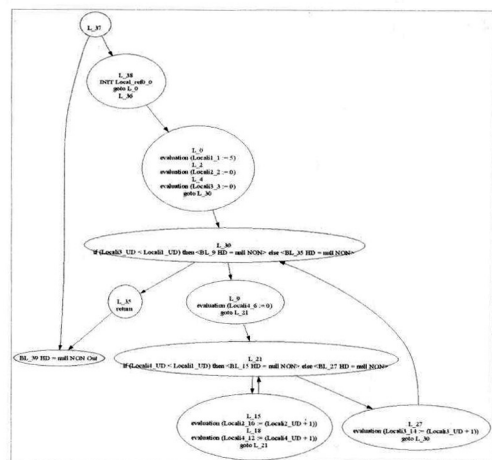 L_37
L_38
INIT Local_ref0_0
goto L_0
L_36
L_0
evaluation (Locali1_1 := 5)
L_2
evaluation (Locali2_2 := 0)
L_4
evaluation (Locali3_3 := 0)
goto L_30
L_30
if (Locali3_UD < Locali1_UD) then <BL_9 HD = null NON> else <BL_35 HD = null NON>
L_35
return
L_9
evaluation (Locali4_6 := 0)
goto L_21
BL_39 HD = null NON Out
L_21
if (Locali4_UD < Locali1_UD) then <BL_15 HD = null NON> else <BL_27 HD = null NON>
L_15
evaluation (Locali2_10 := (Locali2_UD + 1))
L_18
evaluation (Locali4_12 := (Locali4_UD + 1))
goto L_21
L_27
evaluation (Locali3_14 := (Locali3_UD + 1))
goto L_30